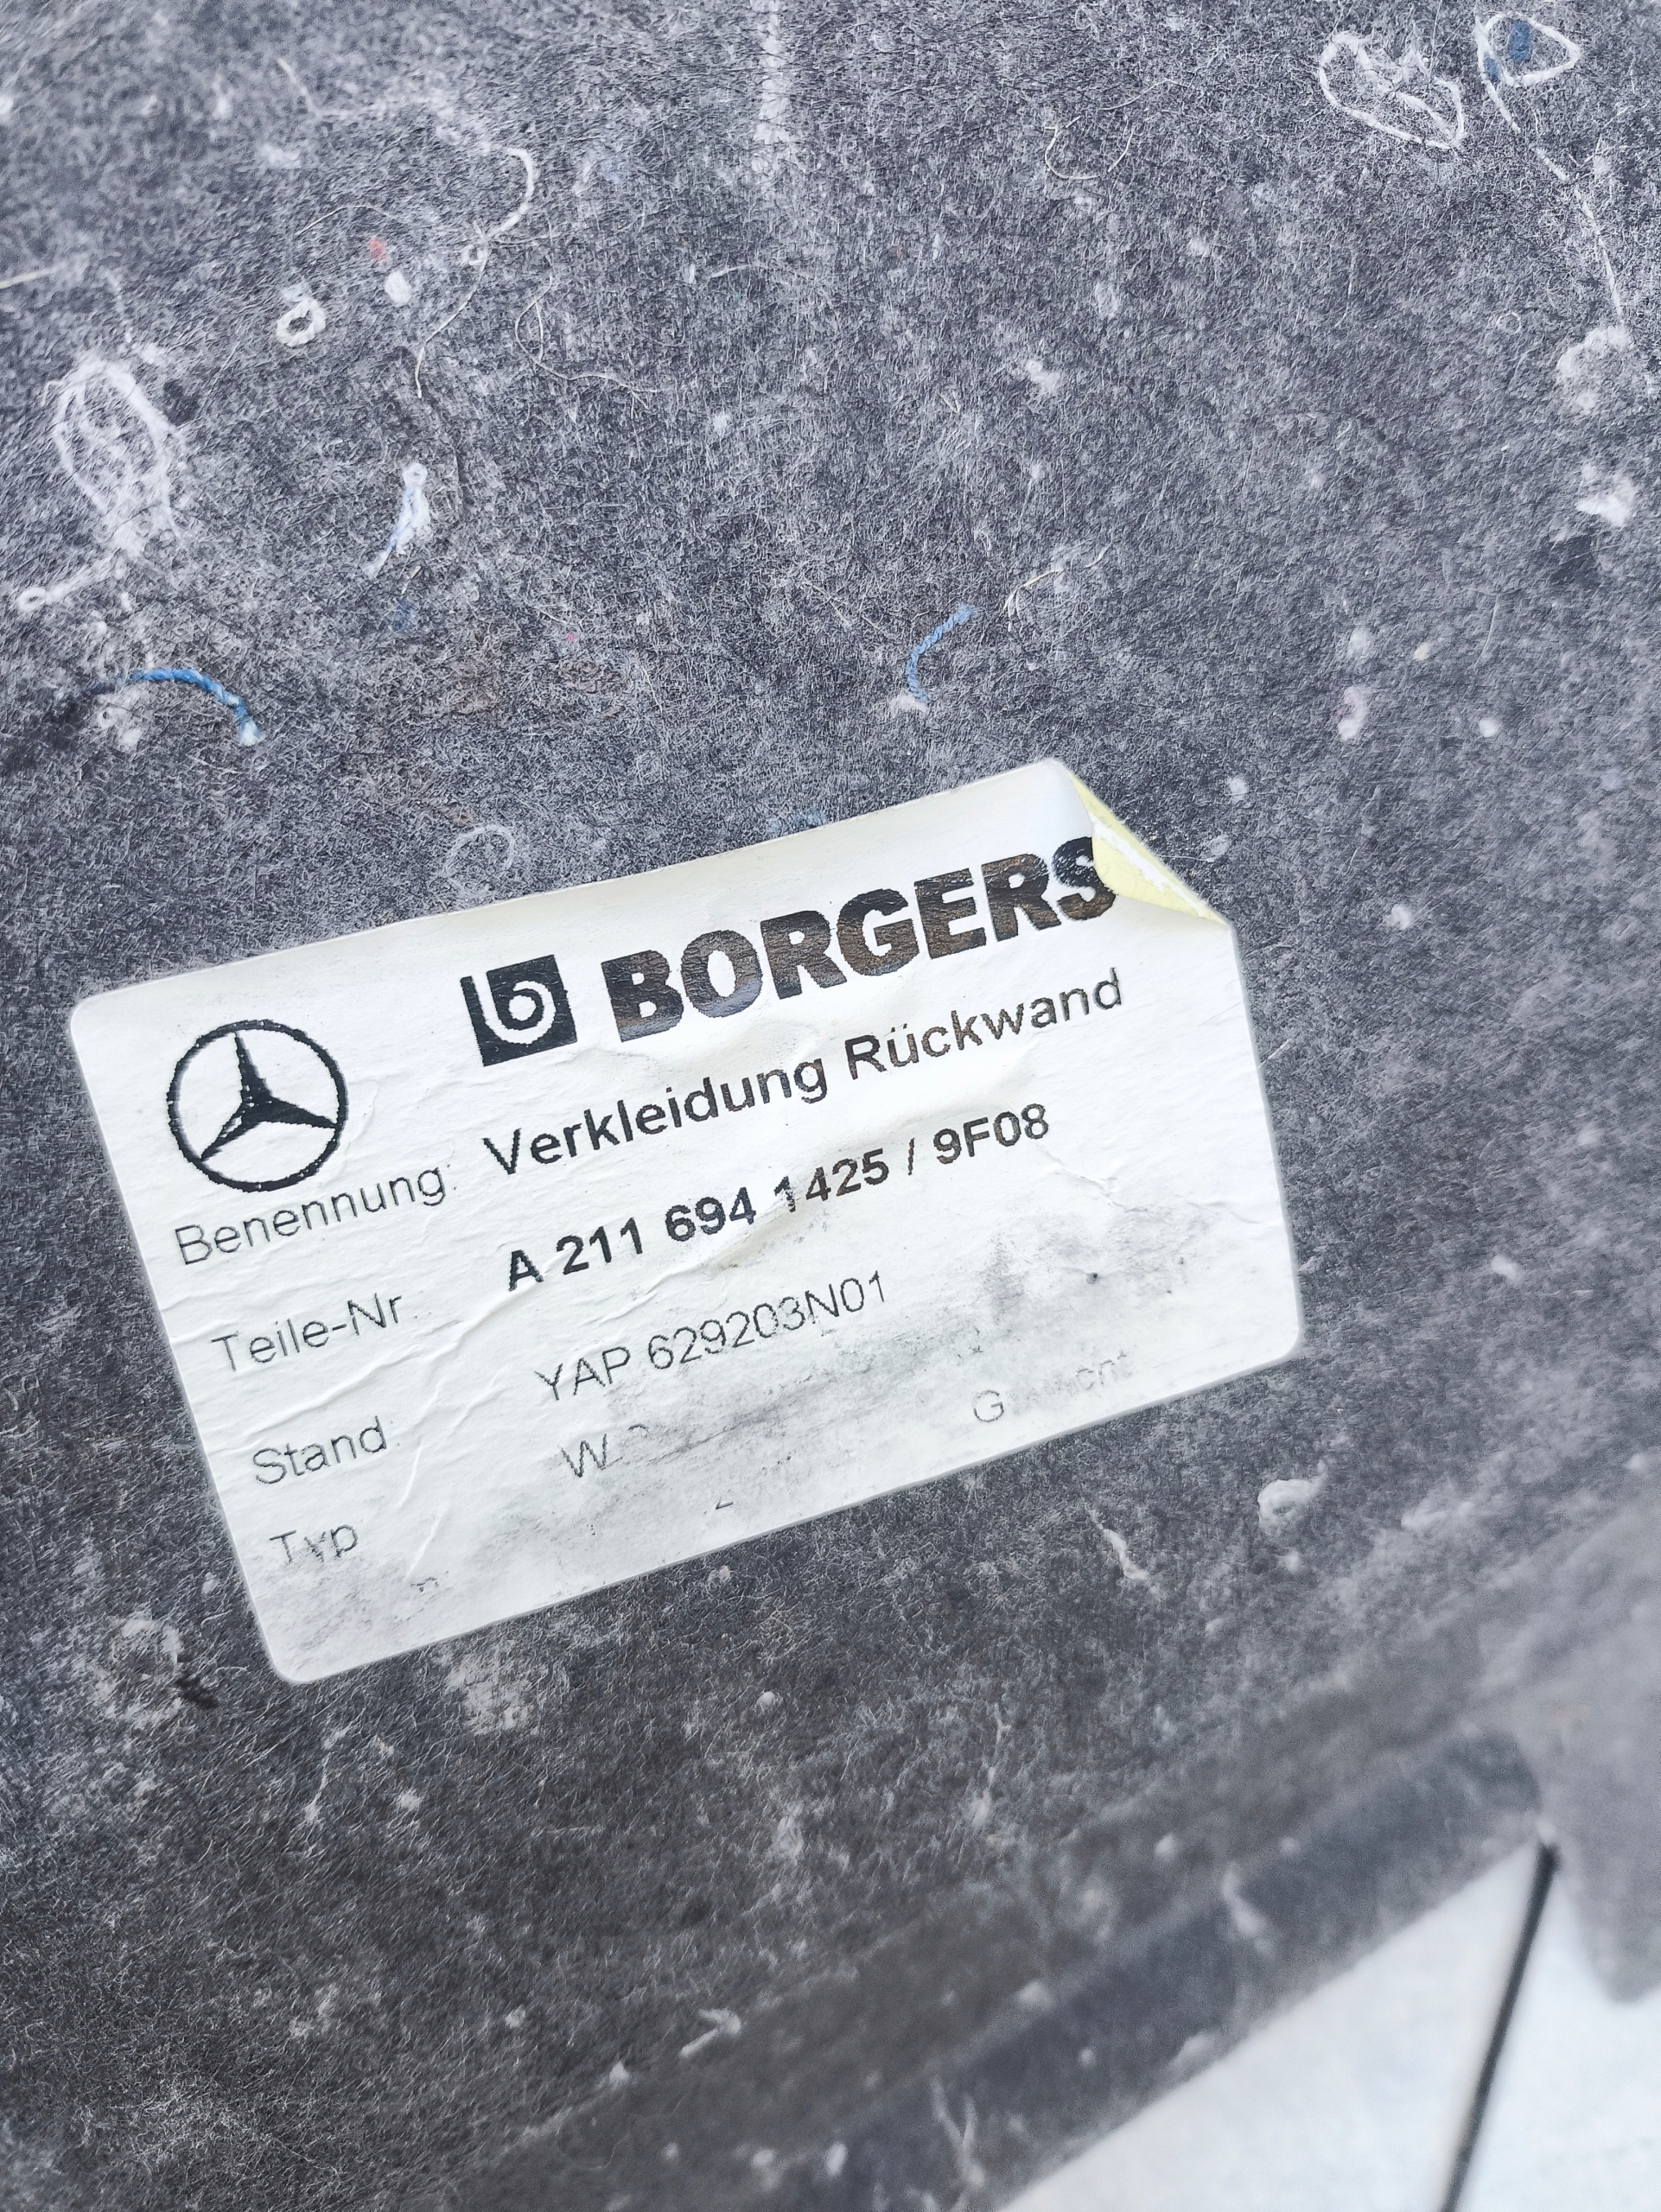 BORGERS
Benennung: Verkleidung Rückwand
Teile-Nr. A 211 694 1425 / 9F08
Stand YAP 629203N01
Typ